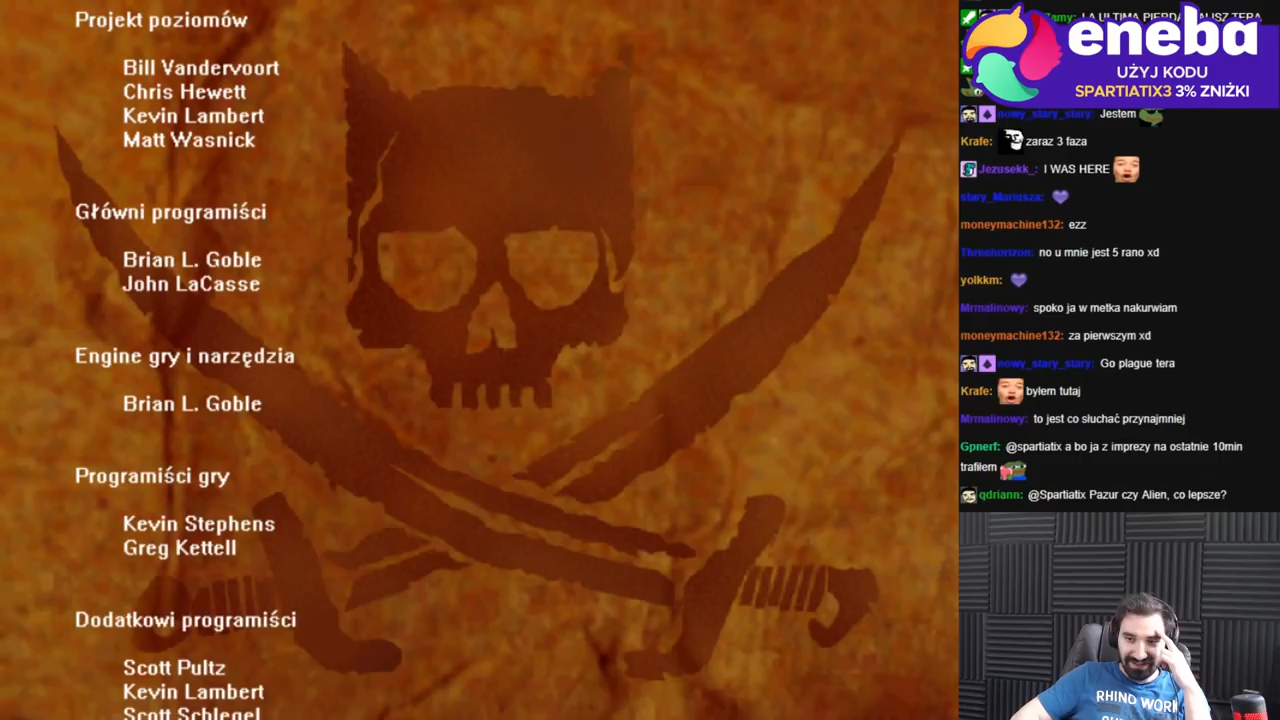 Projekt poziomów
Bill Vandervoort
Chris Hewett
Kevin Lambert
Matt Wasnick
Główni programiści
Brian L. Goble
John LaCasse
Engine gry i narzędzia
Brian L. Goble
Programiści gry
Kevin Stephens
Greg Kettell
Dodatkowi programiści
Scott Pultz
Kevin Lambert
Scott Schlegel
eneba
UŻYJ KODU
SPARTIATIX3 3% ZNIŻKI
nowy_stary_stary: Jestem
Krafe: zaraz 3 faza
Jezusekk_: I WAS HERE
stary_Mariusza:
moneymachine132: ezz
Threehorizon: no u mnie jest 5 rano xd
yolkkm:
Mrmalinowy: spoko ja w metka nakurwiam
moneymachine132: za pierwszym xd
nowy_stary_stary: Go plague tera
Krafe: byłem tutaj
Mrmalinowy: to jest co słuchać przynajmniej
Gpnerf: @spartiatix a bo ja z imprezy na ostatnie 10min
trafiłem
qdriann: @Spartiatix Pazur czy Alien, co lepsze?
RHINO WORK